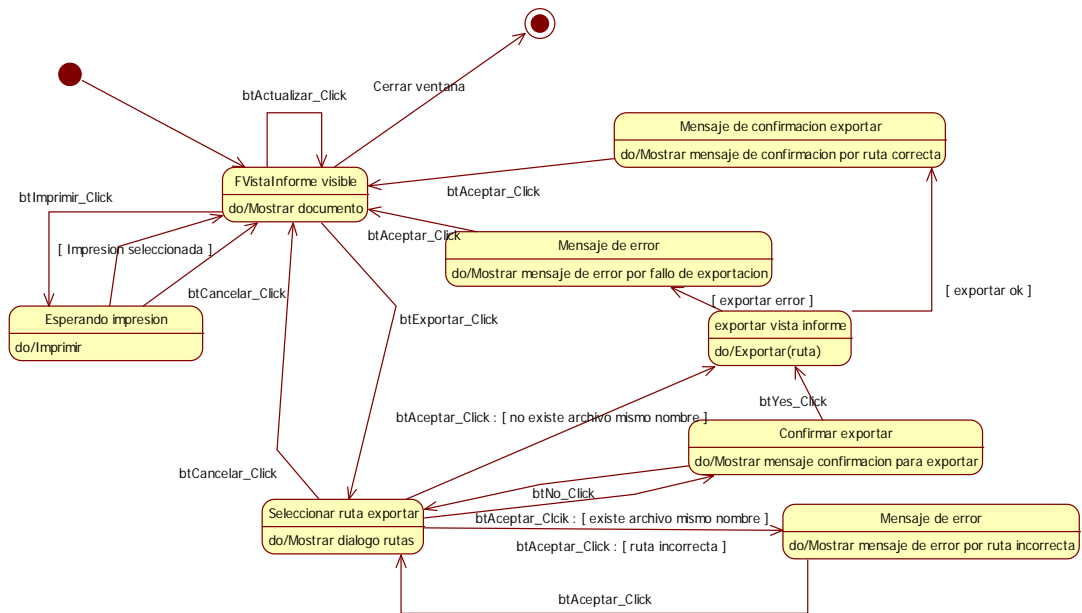 Cerrar ventana
btActualizar_Click
Mensaje de confirmacion exportar
do/Mostrar mensaje de confirmacion por ruta correcta
FVistaInforme visible
do/Mostrar documento
btImprimir_Click
btAceptar_Click
btAceptar_Click
[ Impresion seleccionada ]
Mensaje de error
do/Mostrar mensaje de error por fallo de exportacion
btCancelar_Click
[ exportar error ]
[ exportar ok ]
Esperando impresion
do/Imprimir
btExportar_Click
exportar vista informe
do/Exportar(ruta)
btYes_Click
btAceptar_Click : [ no existe archivo mismo nombre ]
Confirmar exportar
do/Mostrar mensaje confirmacion para exportar
btCancelar_Click
btNo_Click
Seleccionar ruta exportar
do/Mostrar dialogo rutas
btAceptar_Clcik : [ existe archivo mismo nombre ]
btAceptar_Click : [ ruta incorrecta ]
Mensaje de error
do/Mostrar mensaje de error por ruta incorrecta
btAceptar_Click